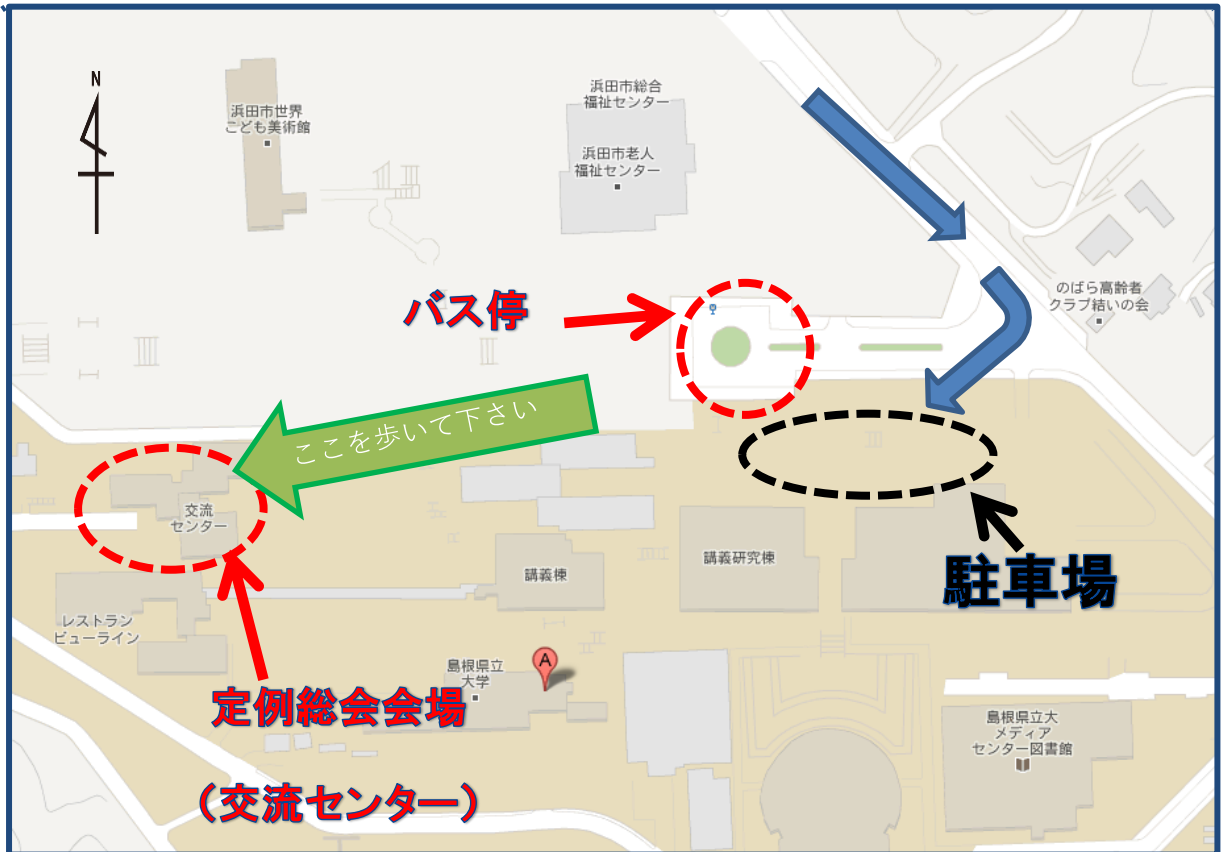 N
浜田市世界
こども美術館
浜田市総合
福祉センター
浜田市老人
福祉センター
のばら高齢者
クラブ結いの会
バス停
ここを歩いて下さい
交流
センター
講義棟
講義研究棟
駐車場
レストラン
ビューライン
島根県立
大学
A
定例総会会場
（交流センター）
島根県立大
メディア
センター図書館